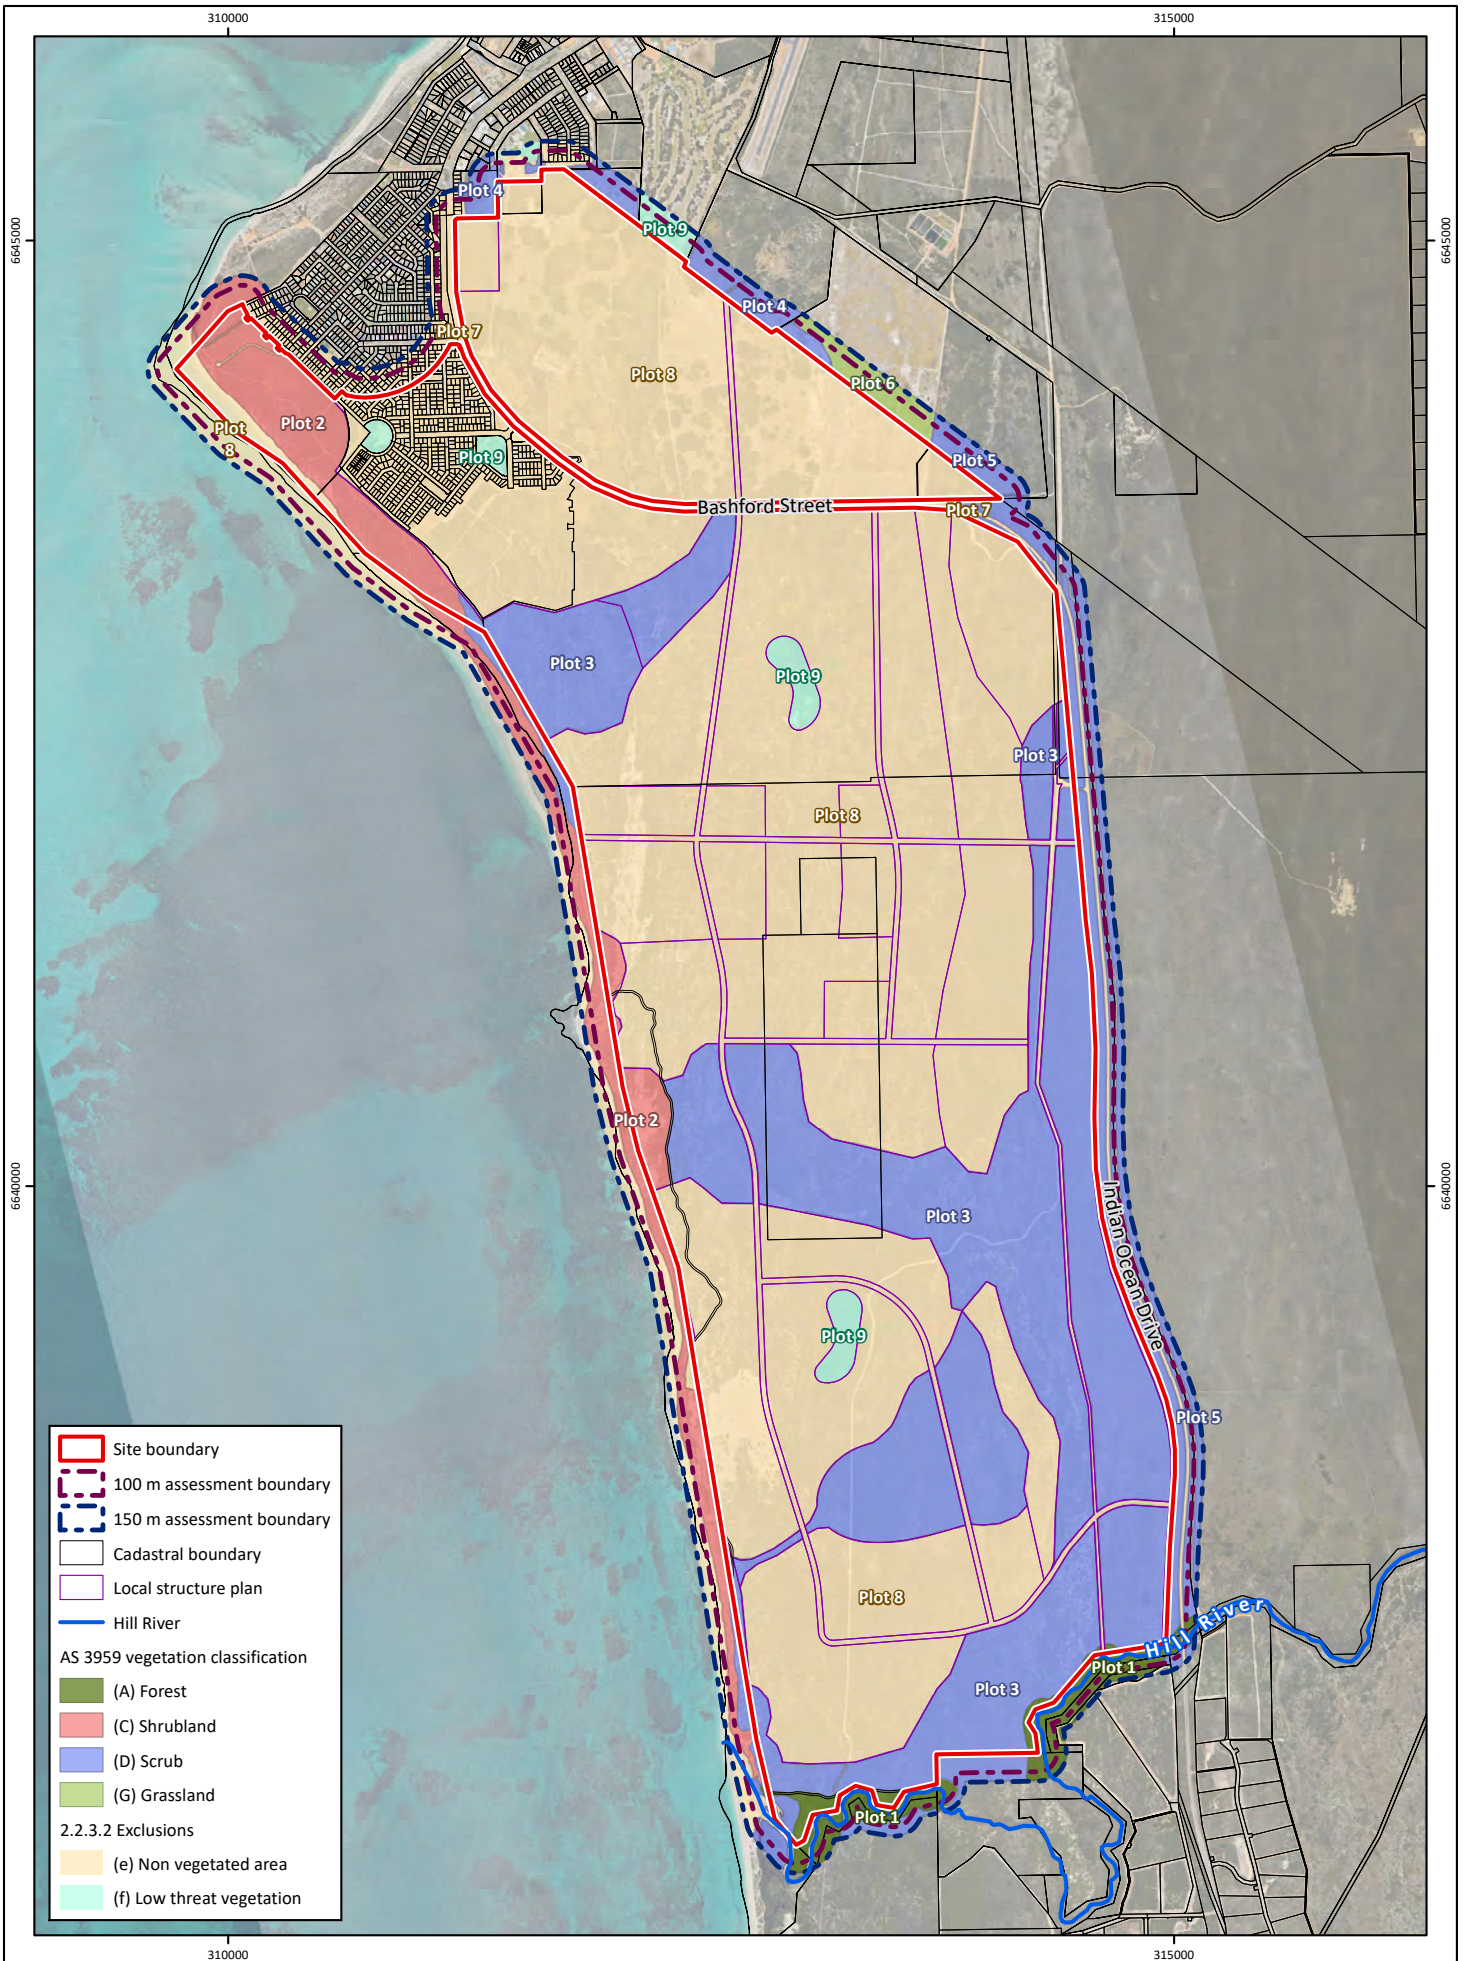 310000
315000
6645000
6645000
Plot 4
Plot 9
Plot 4
Plot 7
Plot 8
Plot 6
Plot 2
Plot
8
Plot 9
Plot 5
Bashford Street
Plot 7
Plot 3
Plot 9
Plot 3
Plot 8
Plot 2
6640000
6640000
Plot 3
Indian Ocean Drive
Plot 9
Plot 5
Plot 8
Hill River
Plot 1
Plot 3
Plot 1
Site boundary
100 m assessment boundary
150 m assessment boundary
Cadastral boundary
Local structure plan
Hill River
AS 3959 vegetation classification
(A) Forest
(C) Shrubland
(D) Scrub
(G) Grassland
2.2.3.2 Exclusions
(e) Non vegetated area
(f) Low threat vegetation
310000
315000